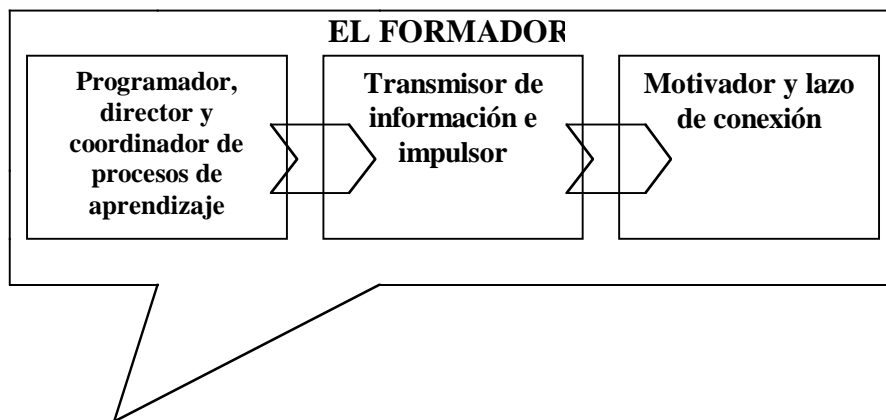 EL FORMADOR
Programador,
director y
coordinador de
procesos de
aprendizaje
Transmisor de
información e
impulsor
Motivador y lazo
de conexión